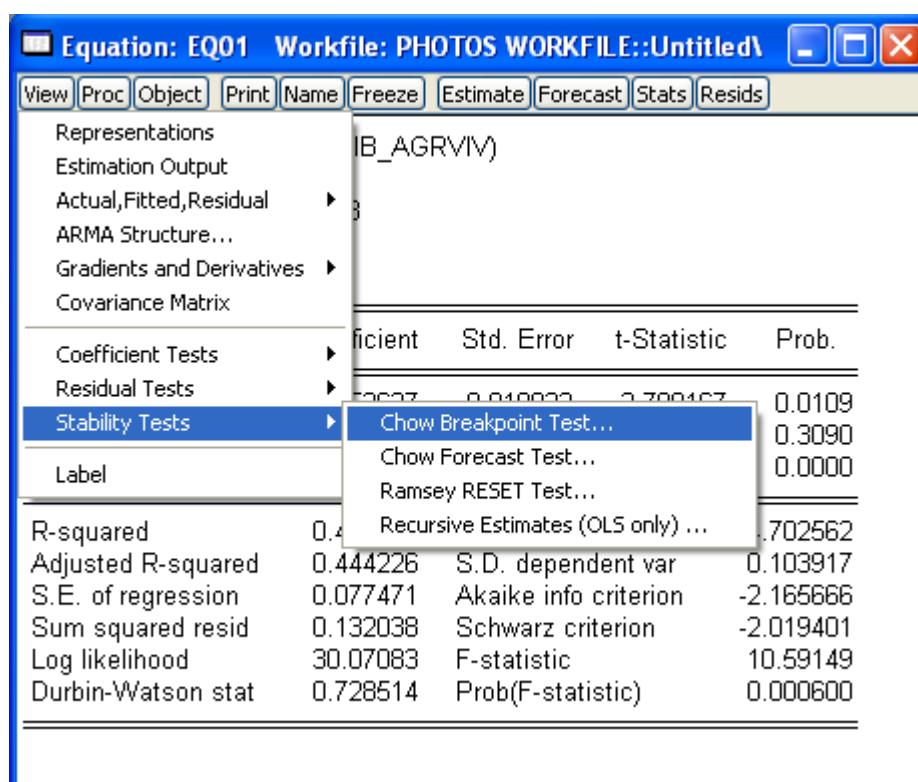 Equation: EQ01 Workfile: PHOTOS WORKFILE::Untitled\
View Proc Object Print Name Freeze Estimate Forecast Stats Resids
Representations
Estimation Output
Actual,Fitted,Residual
ARMA Structure...
Gradients and Derivatives
Covariance Matrix
Coefficient Tests
Residual Tests
Stability Tests
Label
Chow Breakpoint Test...
Chow Forecast Test...
Ramsey RESET Test...
Recursive Estimates (OLS only) ...
IB_AGRVIV)
ficient Std. Error t-Statistic Prob.
0.0109
0.3090
0.0000
R-squared 0.4 .702562
Adjusted R-squared 0.444226 S.D. dependent var 0.103917
S.E. of regression 0.077471 Akaike info criterion -2.165666
Sum squared resid 0.132038 Schwarz criterion -2.019401
Log likelihood 30.07083 F-statistic 10.59149
Durbin-Watson stat 0.728514 Prob(F-statistic) 0.000600